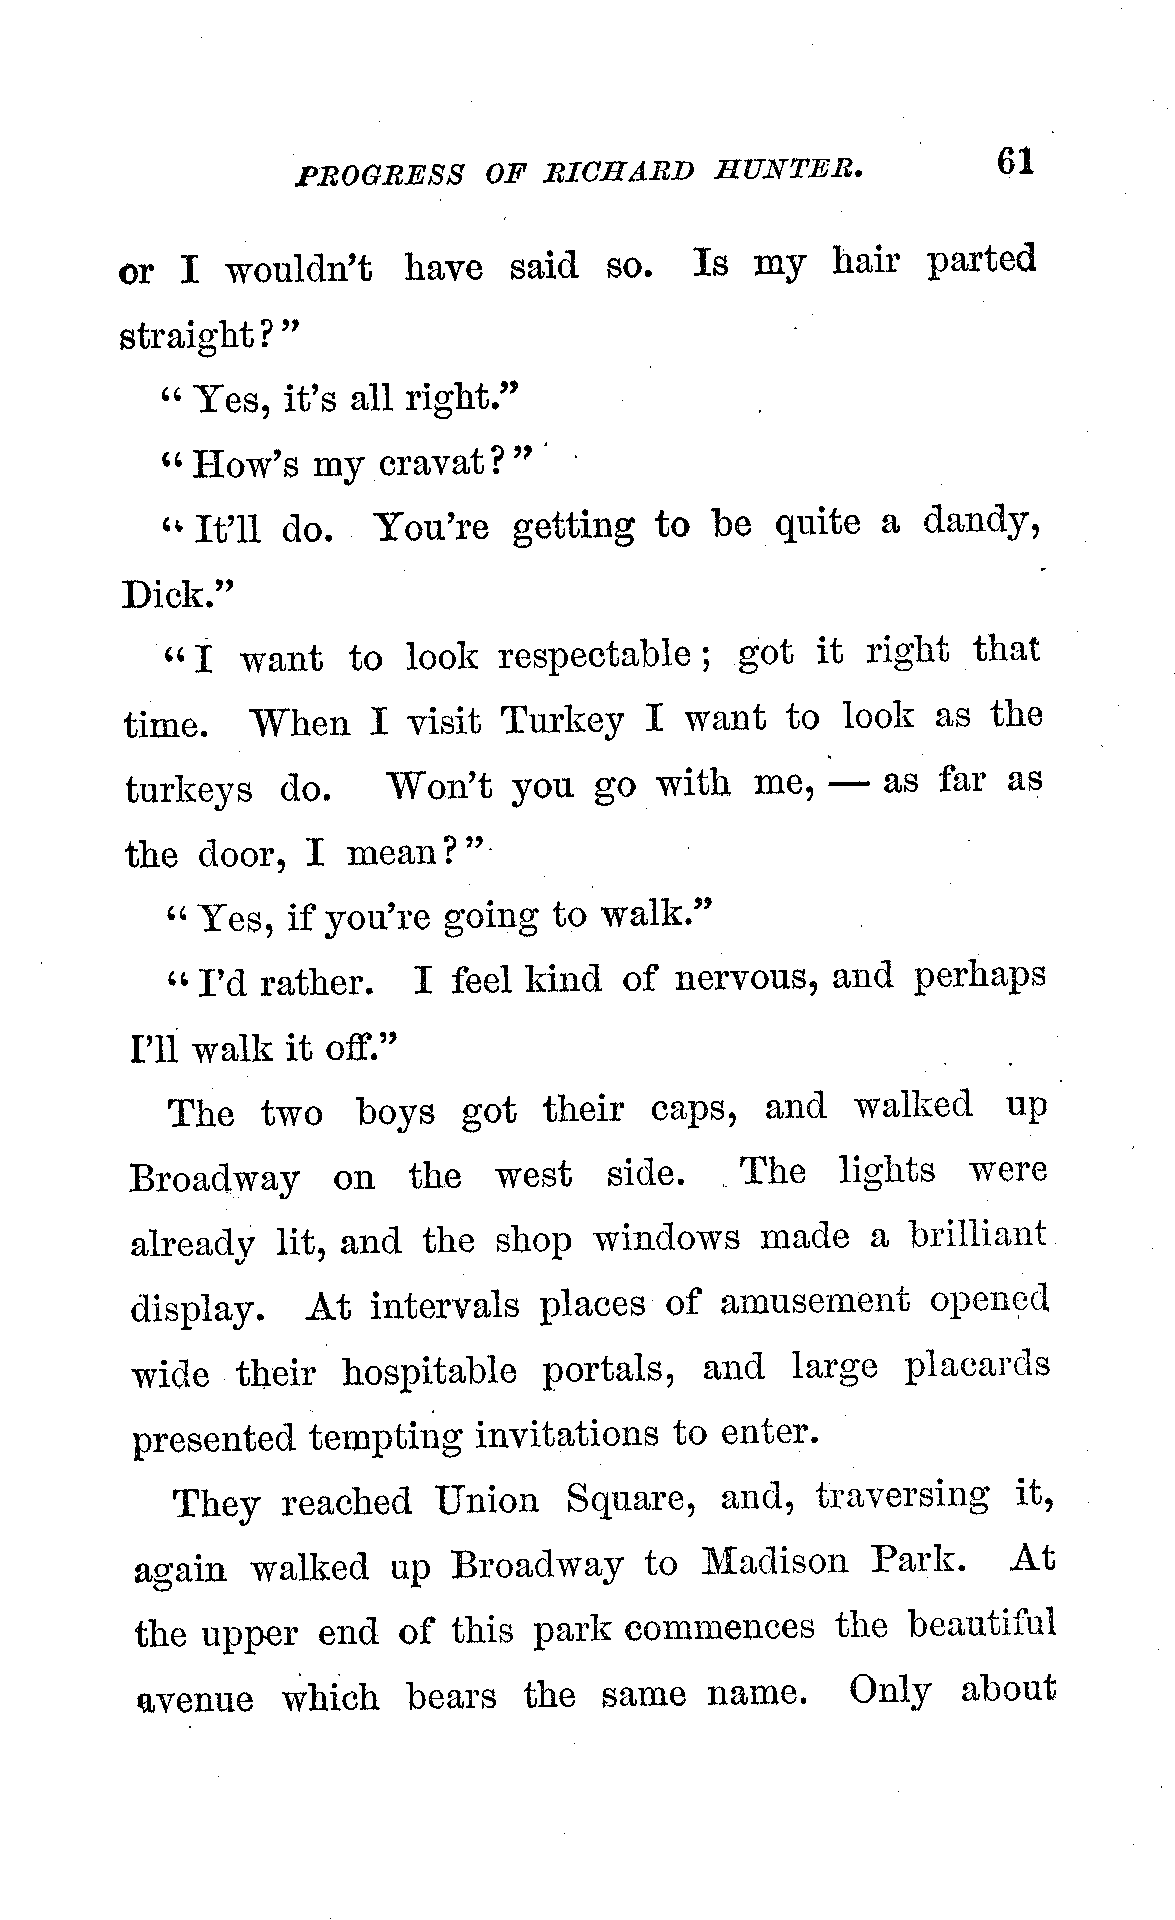 PROGRESS OF RICHARD HUNTER. 61
or I wouldn't have said so. Is my hair parted
straight?"
"Yes, it's all right."
"How's my cravat?"
"It'll do. You're getting to be quite a dandy,
Dick."
"I want to look respectable; got it right that
time. When I visit Turkey I want to look as the
turkeys do. Won't you go with me, — as far as
the door, I mean?"
"Yes, if you're going to walk."
"I'd rather. I feel kind of nervous, and perhaps
I'll walk it off."
The two boys got their caps, and walked up
Broadway on the west side. The lights were
already lit, and the shop windows made a brilliant
display. At intervals places of amusement opened
wide their hospitable portals, and large placards
presented tempting invitations to enter.
They reached Union Square, and, traversing it,
again walked up Broadway to Madison Park. At
the upper end of this park commences the beautiful
avenue which bears the same name. Only about